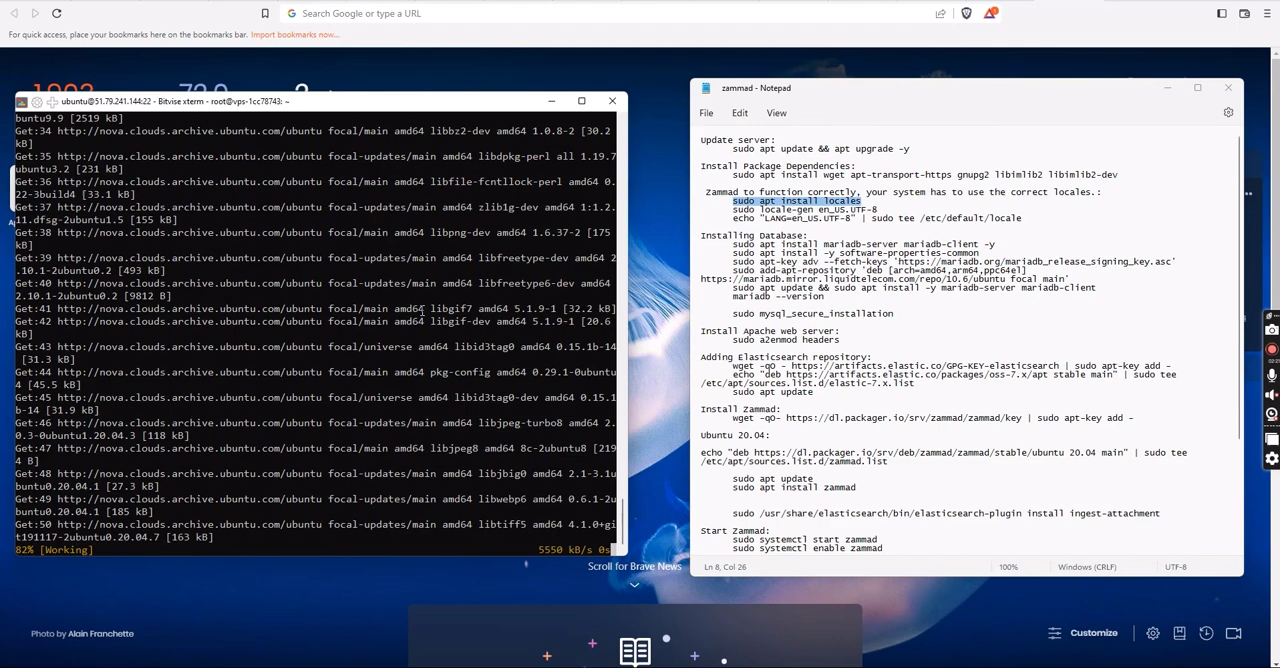 Search Google or type a URL
For quick access, place your bookmarks here on the bookmarks bar. Import bookmarks now...
ubuntu@51.79.241.144:22 - Bitvise xterm - root@vps-1cc78743: ~
buntu9.9 [2519 kB]
Get:34 http://nova.clouds.archive.ubuntu.com/ubuntu focal/main amd64 libbz2-dev amd64 1.0.8-2 [30.2
kB]
Get:35 http://nova.clouds.archive.ubuntu.com/ubuntu focal-updates/main amd64 libdpkg-perl all 1.19.7
ubuntu3.2 [231 kB]
Get:36 http://nova.clouds.archive.ubuntu.com/ubuntu focal/main amd64 libfile-fcntllock-perl amd64 0.
22-3build4 [33.1 kB]
Get:37 http://nova.clouds.archive.ubuntu.com/ubuntu focal-updates/main amd64 zlib1g-dev amd64 1:1.2.
11.dfsg-2ubuntu1.5 [155 kB]
Get:38 http://nova.clouds.archive.ubuntu.com/ubuntu focal/main amd64 libpng-dev amd64 1.6.37-2 [175
kB]
Get:39 http://nova.clouds.archive.ubuntu.com/ubuntu focal-updates/main amd64 libfreetype-dev amd64 2
.10.1-2ubuntu0.2 [493 kB]
Get:40 http://nova.clouds.archive.ubuntu.com/ubuntu focal-updates/main amd64 libfreetype6-dev amd64
2.10.1-2ubuntu0.2 [9812 B]
Get:41 http://nova.clouds.archive.ubuntu.com/ubuntu focal/main amd64 libgif7 amd64 5.1.9-1 [32.2 kB]
Get:42 http://nova.clouds.archive.ubuntu.com/ubuntu focal/main amd64 libgif-dev amd64 5.1.9-1 [20.6
kB]
Get:43 http://nova.clouds.archive.ubuntu.com/ubuntu focal/universe amd64 libid3tag0 amd64 0.15.1b-14
[31.3 kB]
Get:44 http://nova.clouds.archive.ubuntu.com/ubuntu focal/main amd64 pkg-config amd64 0.29.1-0ubuntu
4 [45.5 kB]
Get:45 http://nova.clouds.archive.ubuntu.com/ubuntu focal/universe amd64 libid3tag0-dev amd64 0.15.1
b-14 [31.9 kB]
Get:46 http://nova.clouds.archive.ubuntu.com/ubuntu focal-updates/main amd64 libjpeg-turbo8 amd64 2.
0.3-0ubuntu1.20.04.3 [118 kB]
Get:47 http://nova.clouds.archive.ubuntu.com/ubuntu focal/main amd64 libjpeg8 amd64 8c-2ubuntu8 [219
4 B]
Get:48 http://nova.clouds.archive.ubuntu.com/ubuntu focal-updates/main amd64 libjbig0 amd64 2.1-3.1u
buntu0.20.04.1 [27.3 kB]
Get:49 http://nova.clouds.archive.ubuntu.com/ubuntu focal-updates/main amd64 libwebp6 amd64 0.6.1-2u
buntu0.20.04.1 [185 kB]
Get:50 http://nova.clouds.archive.ubuntu.com/ubuntu focal-updates/main amd64 libtiff5 amd64 4.1.0+gi
t191117-2ubuntu0.20.04.7 [163 kB]
82% [Working] 5550 kB/s 0s
zammad - Notepad
File Edit View
Update server:
sudo apt update && apt upgrade -y
Install Package Dependencies:
sudo apt install wget apt-transport-https gnupg2 libimlib2 libimlib2-dev
Zammad to function correctly, your system has to use the correct locales.:
sudo apt install locales
sudo locale-gen en_US.UTF-8
echo "LANG=en_US.UTF-8" | sudo tee /etc/default/locale
Installing Database:
sudo apt install mariadb-server mariadb-client -y
sudo apt install -y software-properties-common
sudo apt-key adv --fetch-keys 'https://mariadb.org/mariadb_release_signing_key.asc'
sudo add-apt-repository 'deb [arch=amd64,arm64,ppc64el]
https://mariadb.mirror.liquidtelecom.com/repo/10.6/ubuntu focal main'
sudo apt update && sudo apt install -y mariadb-server mariadb-client
mariadb --version
sudo mysql_secure_installation
Install Apache web server:
sudo a2enmod headers
Adding Elasticsearch repository:
wget -qO - https://artifacts.elastic.co/GPG-KEY-elasticsearch | sudo apt-key add -
echo "deb https://artifacts.elastic.co/packages/oss-7.x/apt stable main" | sudo tee
/etc/apt/sources.list.d/elastic-7.x.list
sudo apt update
Install Zammad:
wget -qO- https://dl.packager.io/srv/zammad/zammad/key | sudo apt-key add -
Ubuntu 20.04:
echo "deb https://dl.packager.io/srv/deb/zammad/zammad/stable/ubuntu 20.04 main" | sudo tee
/etc/apt/sources.list.d/zammad.list
sudo apt update
sudo apt install zammad
sudo /usr/share/elasticsearch/bin/elasticsearch-plugin install ingest-attachment
Start Zammad:
sudo systemctl start zammad
sudo systemctl enable zammad
Ln 8, Col 26 100% Windows (CRLF) UTF-8
Scroll for Brave News
Photo by Alain Franchette
Customize